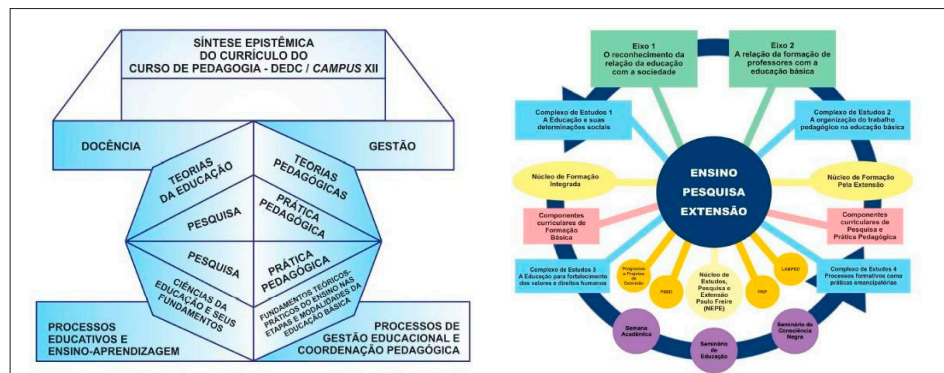 SÍNTESE EPISTÊMICA
DO CURRÍCULO DO
CURSO DE PEDAGOGIA - DEDC / CAMPUS XII
DOCÊNCIA
GESTÃO
TEORIAS
DA EDUCAÇÃO
TEORIAS
PEDAGÓGICAS
PESQUISA
PRÁTICA
PEDAGÓGICA
PESQUISA
PRÁTICA
PEDAGÓGICA
CIÊNCIAS DA
EDUCAÇÃO E SEUS
FUNDAMENTOS
FUNDAMENTOS TEÓRICOS-
PRÁTICOS DO ENSINO NAS
ETAPAS E MODALIDADES DA
EDUCAÇÃO BÁSICA
PROCESSOS
EDUCATIVOS E
ENSINO-APRENDIZAGEM
PROCESSOS DE
GESTÃO EDUCACIONAL E
COORDENAÇÃO PEDAGÓGICA
Eixo 1
O reconhecimento da
relação da educação
com a sociedade
Eixo 2
A relação da formação de
professores com a
educação básica
Complexo de Estudos 1
A Educação e suas
determinações sociais
Complexo de Estudos 2
A organização do trabalho
pedagógico na educação básica
ENSINO
PESQUISA
EXTENSÃO
Núcleo de Formação
Integrada
Núcleo de Formação
Pela Extensão
Componentes
curriculares de
Formação
Básica
Componentes
curriculares de
Pesquisa e
Prática Pedagógica
Complexo de Estudos 3
A Educação para fortalecimento
dos valores a direitos humanos
Complexo de Estudos 4
Processos formativos como
práticas emancipatórias
Programas
e Projetos de
Extensão
PIBID
Núcleo de
Estudos,
Pesquisa e
Extensão
Paulo Freire
(NEPE)
PRP
LABPED
Semana
Acadêmica
Seminário
de
Educação
Seminário de
Consciência
Negra